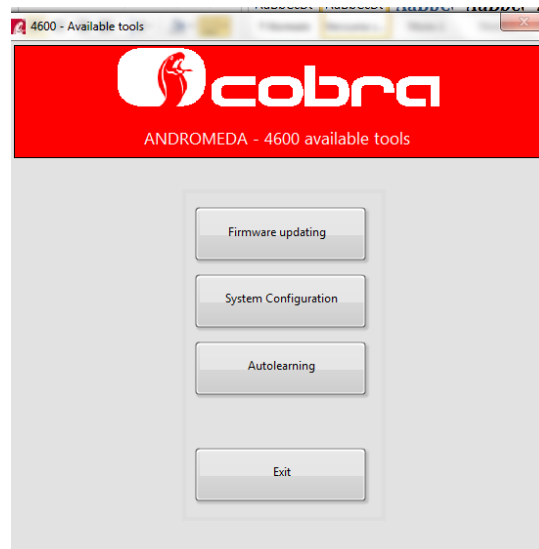 4600 - Available tools
cobra
ANDROMEDA - 4600 available tools
Firmware updating
System Configuration
Autolearning
Exit